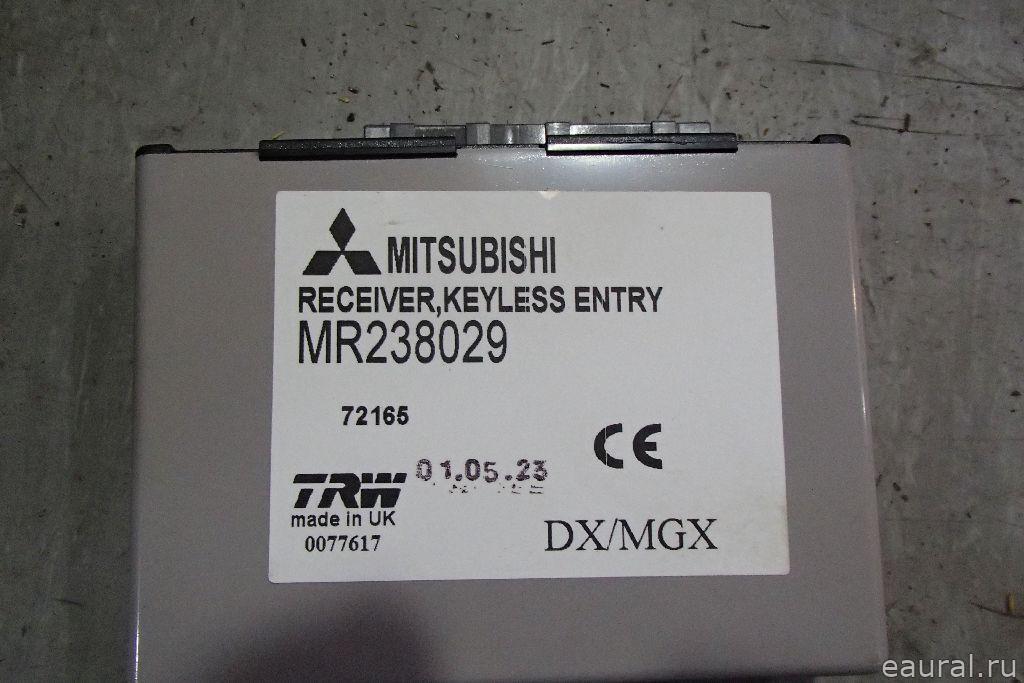 MITSUBISHI
RECEIVER,KEYLESS ENTRY
MR238029
72165
CE
TRW 01.05.23
made in UK
0077617
DX/MGX
eaural.ru